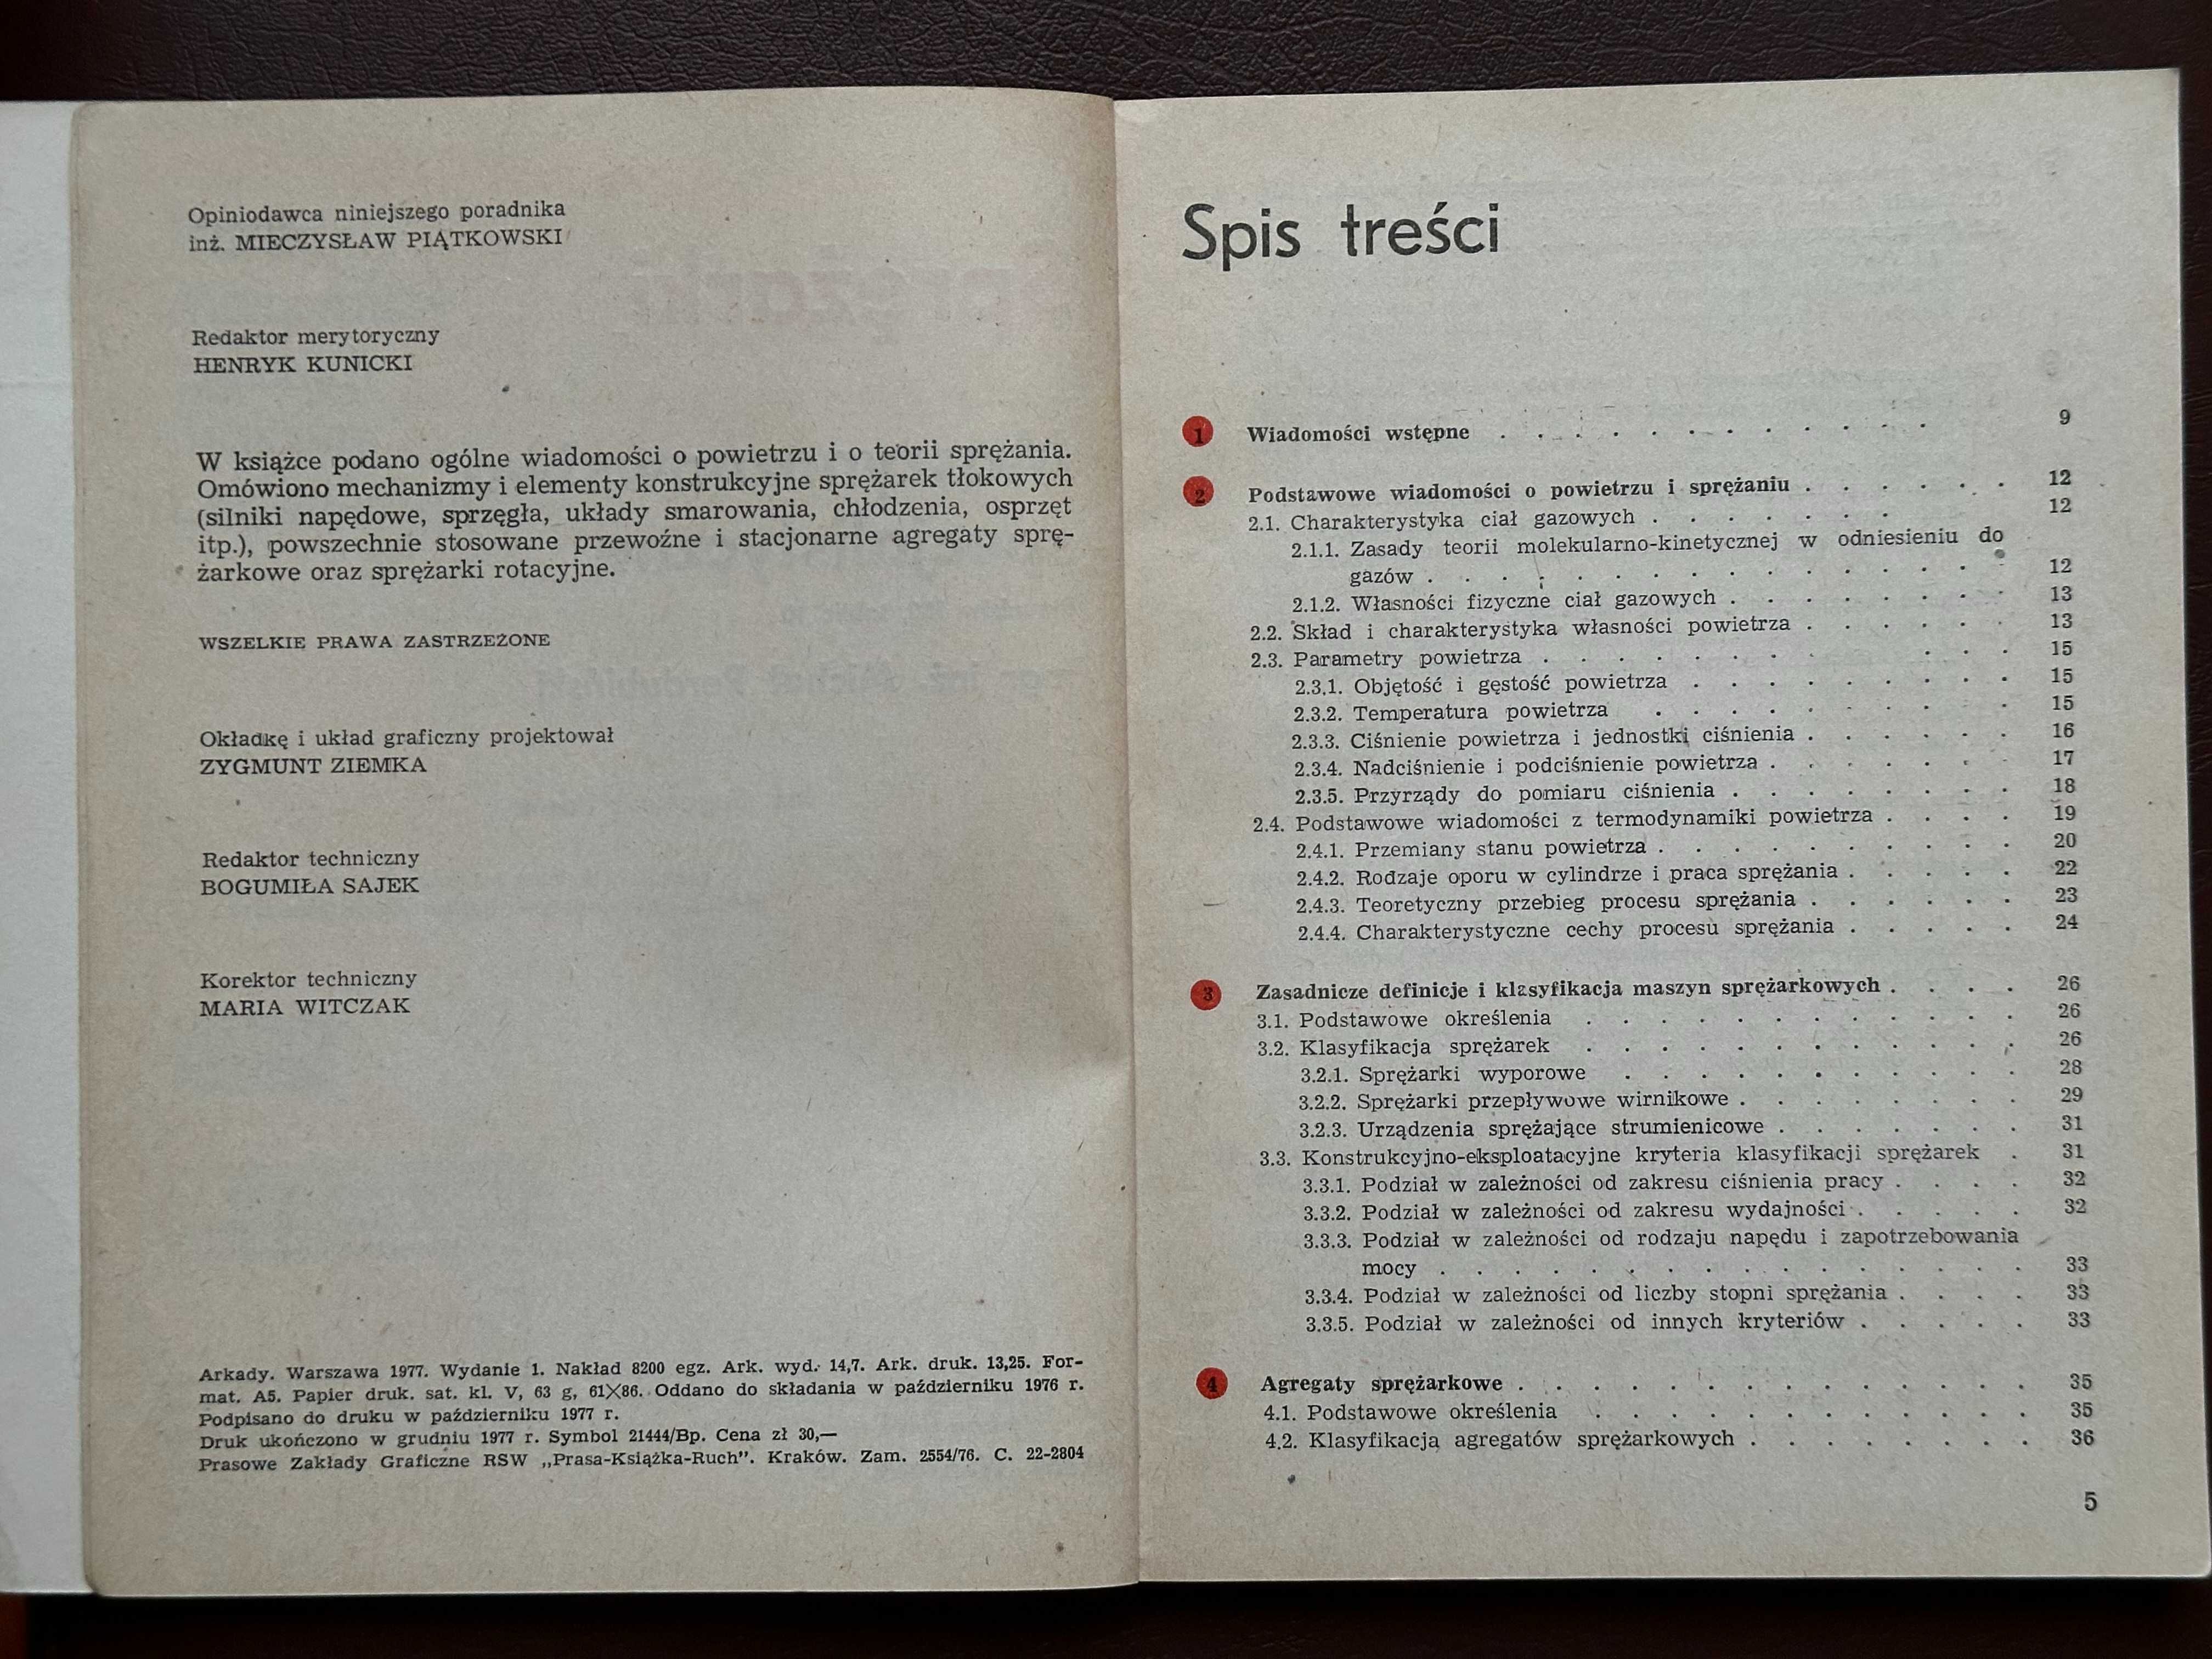 Opiniodawca niniejszego poradnika
inż. MIECZYSŁAW PIĄTKOWSKI
Redaktor merytoryczny
HENRYK KUNICKI
W książce podano ogólne wiadomości o powietrzu i o teorii sprężania.
Omówiono mechanizmy i elementy konstrukcyjne sprężarek tłokowych
(silniki napędowe, sprzęgła, układy smarowania, chłodzenia, osprzęt
itp.), powszechnie stosowane przewoźne i stacjonarne agregaty sprę-
żarkowe oraz sprężarki rotacyjne.
WSZELKIE PRAWA ZASTRZEŻONE
Okładkę i układ graficzny projektował
ZYGMUNT ZIEMKA
Redaktor techniczny
BOGUMIŁA SAJEK
Korektor techniczny
MARIA WITCZAK
Arkady. Warszawa 1977. Wydanie 1. Nakład 8200 egz. Ark. wyd. 14,7. Ark. druk. 13,25. For-
mat. A5. Papier druk. sat. kl. V, 63 g, 61×86. Oddano do składania w październiku 1976 r.
Podpisano do druku w październiku 1977 r.
Druk ukończono w grudniu 1977 r. Symbol 21444/Bp. Cena zł 30,—
Prasowe Zakłady Graficzne RSW „Prasa-Książka-Ruch”. Kraków. Zam. 2554/76. C. 22-2804
Spis treści
1 Wiadomości wstępne . . . . . . . . . . . . 9
2 Podstawowe wiadomości o powietrzu i sprężaniu . . . . . . 12
2.1. Charakterystyka ciał gazowych . . . . . . . 12
2.1.1. Zasady teorii molekularno-kinetycznej w odniesieniu do
gazów . . . . . . . . . . . . . . . 12
2.1.2. Własności fizyczne ciał gazowych . . . . . . . . 13
2.2. Skład i charakterystyka własności powietrza . . . . . . 13
2.3. Parametry powietrza . . . . . . . . . . . 15
2.3.1. Objętość i gęstość powietrza . . . . . . . . . 15
2.3.2. Temperatura powietrza . . . . . . . . 15
2.3.3. Ciśnienie powietrza i jednostki ciśnienia . . . . . . 16
2.3.4. Nadciśnienie i podciśnienie powietrza . . . . . . . 17
2.3.5. Przyrządy do pomiaru ciśnienia . . . . . . . . 18
2.4. Podstawowe wiadomości z termodynamiki powietrza . . . . 19
2.4.1. Przemiany stanu powietrza . . . . . . . . . . 20
2.4.2. Rodzaje oporu w cylindrze i praca sprężania . . . . . 22
2.4.3. Teoretyczny przebieg procesu sprężania . . . . . . 23
2.4.4. Charakterystyczne cechy procesu sprężania . . . . . 24
3 Zasadnicze definicje i klasyfikacja maszyn sprężarkowych . . . . 26
3.1. Podstawowe określenia . . . . . . . . . . . . 26
3.2. Klasyfikacja sprężarek . . . . . . . . . . . . 26
3.2.1. Sprężarki wyporowe . . . . . . . . . . . 28
3.2.2. Sprężarki przepływowe wirnikowe . . . . . . . . 29
3.2.3. Urządzenia sprężające strumienicowe . . . . . . . 31
3.3. Konstrukcyjno-eksploatacyjne kryteria klasyfikacji sprężarek . 31
3.3.1. Podział w zależności od zakresu ciśnienia pracy . . . . 32
3.3.2. Podział w zależności od zakresu wydajności . . . . . 32
3.3.3. Podział w zależności od rodzaju napędu i zapotrzebowania
mocy . . . . . . . . . . . . . . . . 33
3.3.4. Podział w zależności od liczby stopni sprężania . . . . 33
3.3.5. Podział w zależności od innych kryteriów . . . . . 33
4 Agregaty sprężarkowe . . . . . . . . . . . . . . 35
4.1. Podstawowe określenia . . . . . . . . . . . . 35
4.2. Klasyfikacja agregatów sprężarkowych . . . . . . . . 36
5